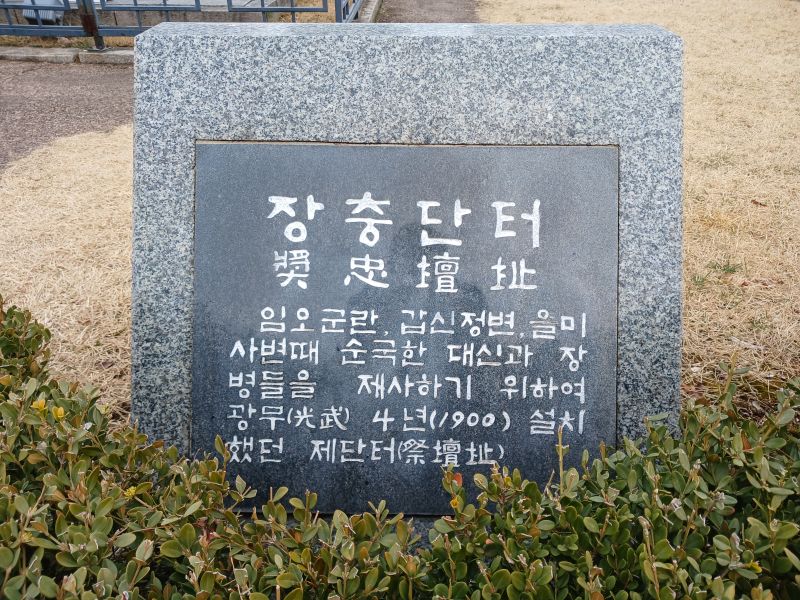 장충단터
奬忠壇址
임오군란, 갑신정변, 을미
사변때 순국한 대신과 장
병들을 제사하기 위하여
광무(光武) 4년(1900) 설치
했던 제단터(祭壇址)